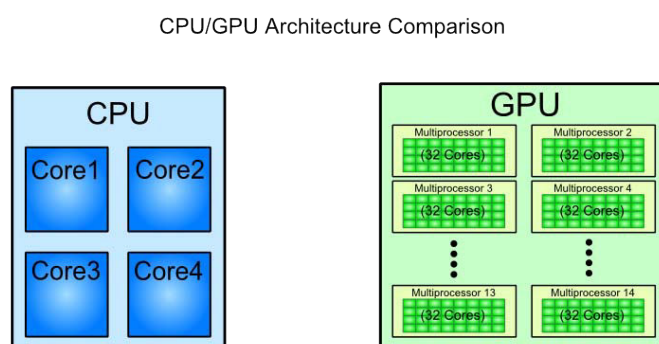 CPU/GPU Architecture Comparison
CPU
Core1 Core2
Core3 Core4
GPU
Multiprocessor 1 Multiprocessor 2
(32 Cores) (32 Cores)
Multiprocessor 3 Multiprocessor 4
(32 Cores) (32 Cores)
Multiprocessor 13 Multiprocessor 14
(32 Cores) (32 Cores)